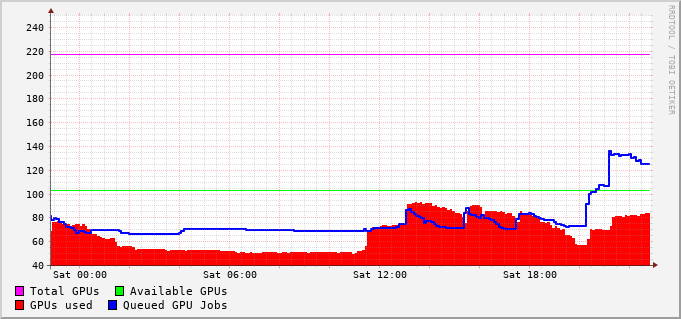 240
220
200
180
160
140
120
100
80
60
40
Sat 00:00 Sat 06:00 Sat 12:00 Sat 18:00
Total GPUs Available GPUs
GPUs used Queued GPU Jobs
RRDTOOL / TOBI OETIKER